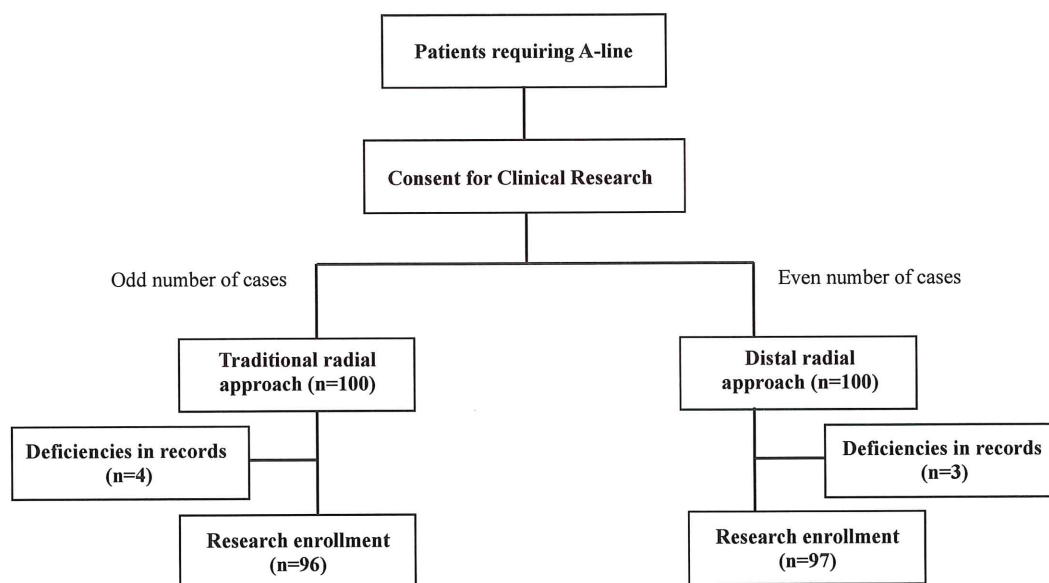 Patients requiring A-line
Consent for Clinical Research
Odd number of cases
Even number of cases
Traditional radial
approach (n=100)
Distal radial
approach (n=100)
Deficiencies in records
(n=4)
Deficiencies in records
(n=3)
Research enrollment
(n=96)
Research enrollment
(n=97)